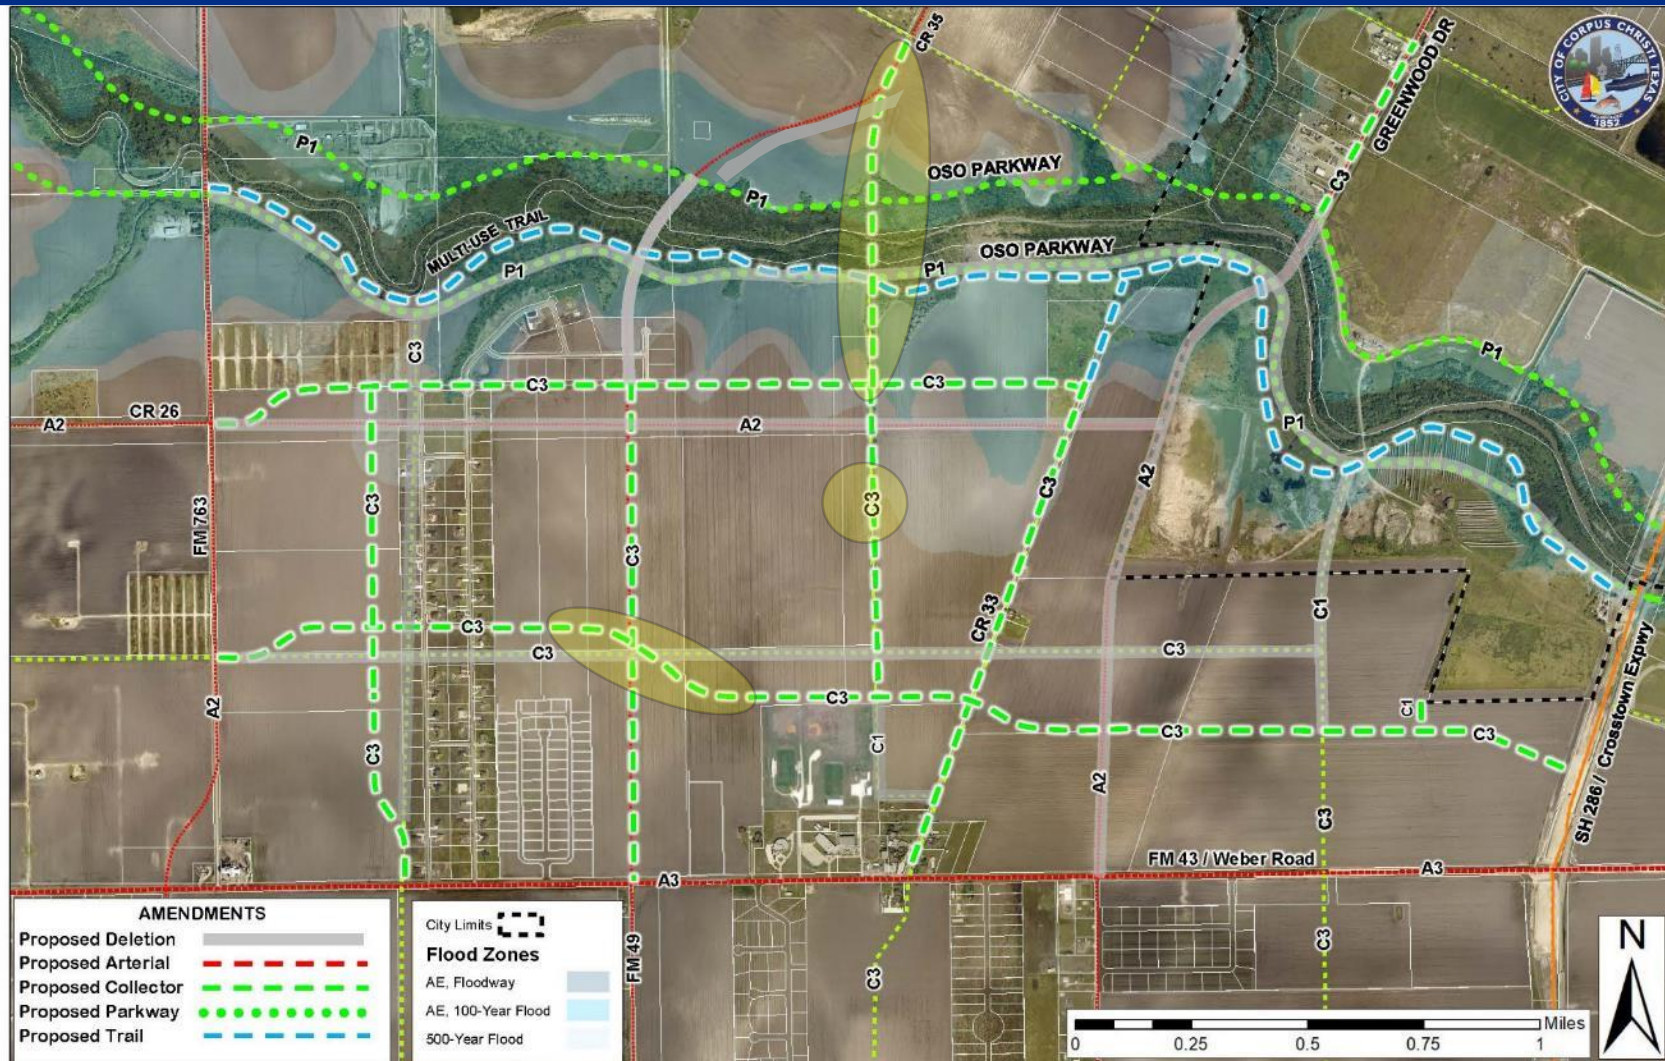 CR 35
GREENWOOD DR
CITY OF CORPUS CHRISTI TEXAS
1852
P1
C3
OSO PARKWAY
P1
MULTI-USE TRAIL
OSO PARKWAY
P1
P1
C3
P1
C3
C3
CR 26
A2
A2
P1
A2
C3
C3
C3
FM 763
C3
CR 33
C1
C3
C3
C3
A2
C3
C1
C3
C3
C1
C3
A2
C3
SH 286 / Crosstown Expwy
FM 43 / Weber Road
A3
A3
C3
C3
FM 49
AMENDMENTS
Proposed Deletion
Proposed Arterial
Proposed Collector
Proposed Parkway
Proposed Trail
City Limits
Flood Zones
AE, Floodway
AE, 100-Year Flood
500-Year Flood
N
Miles
0 0.25 0.5 0.75 1